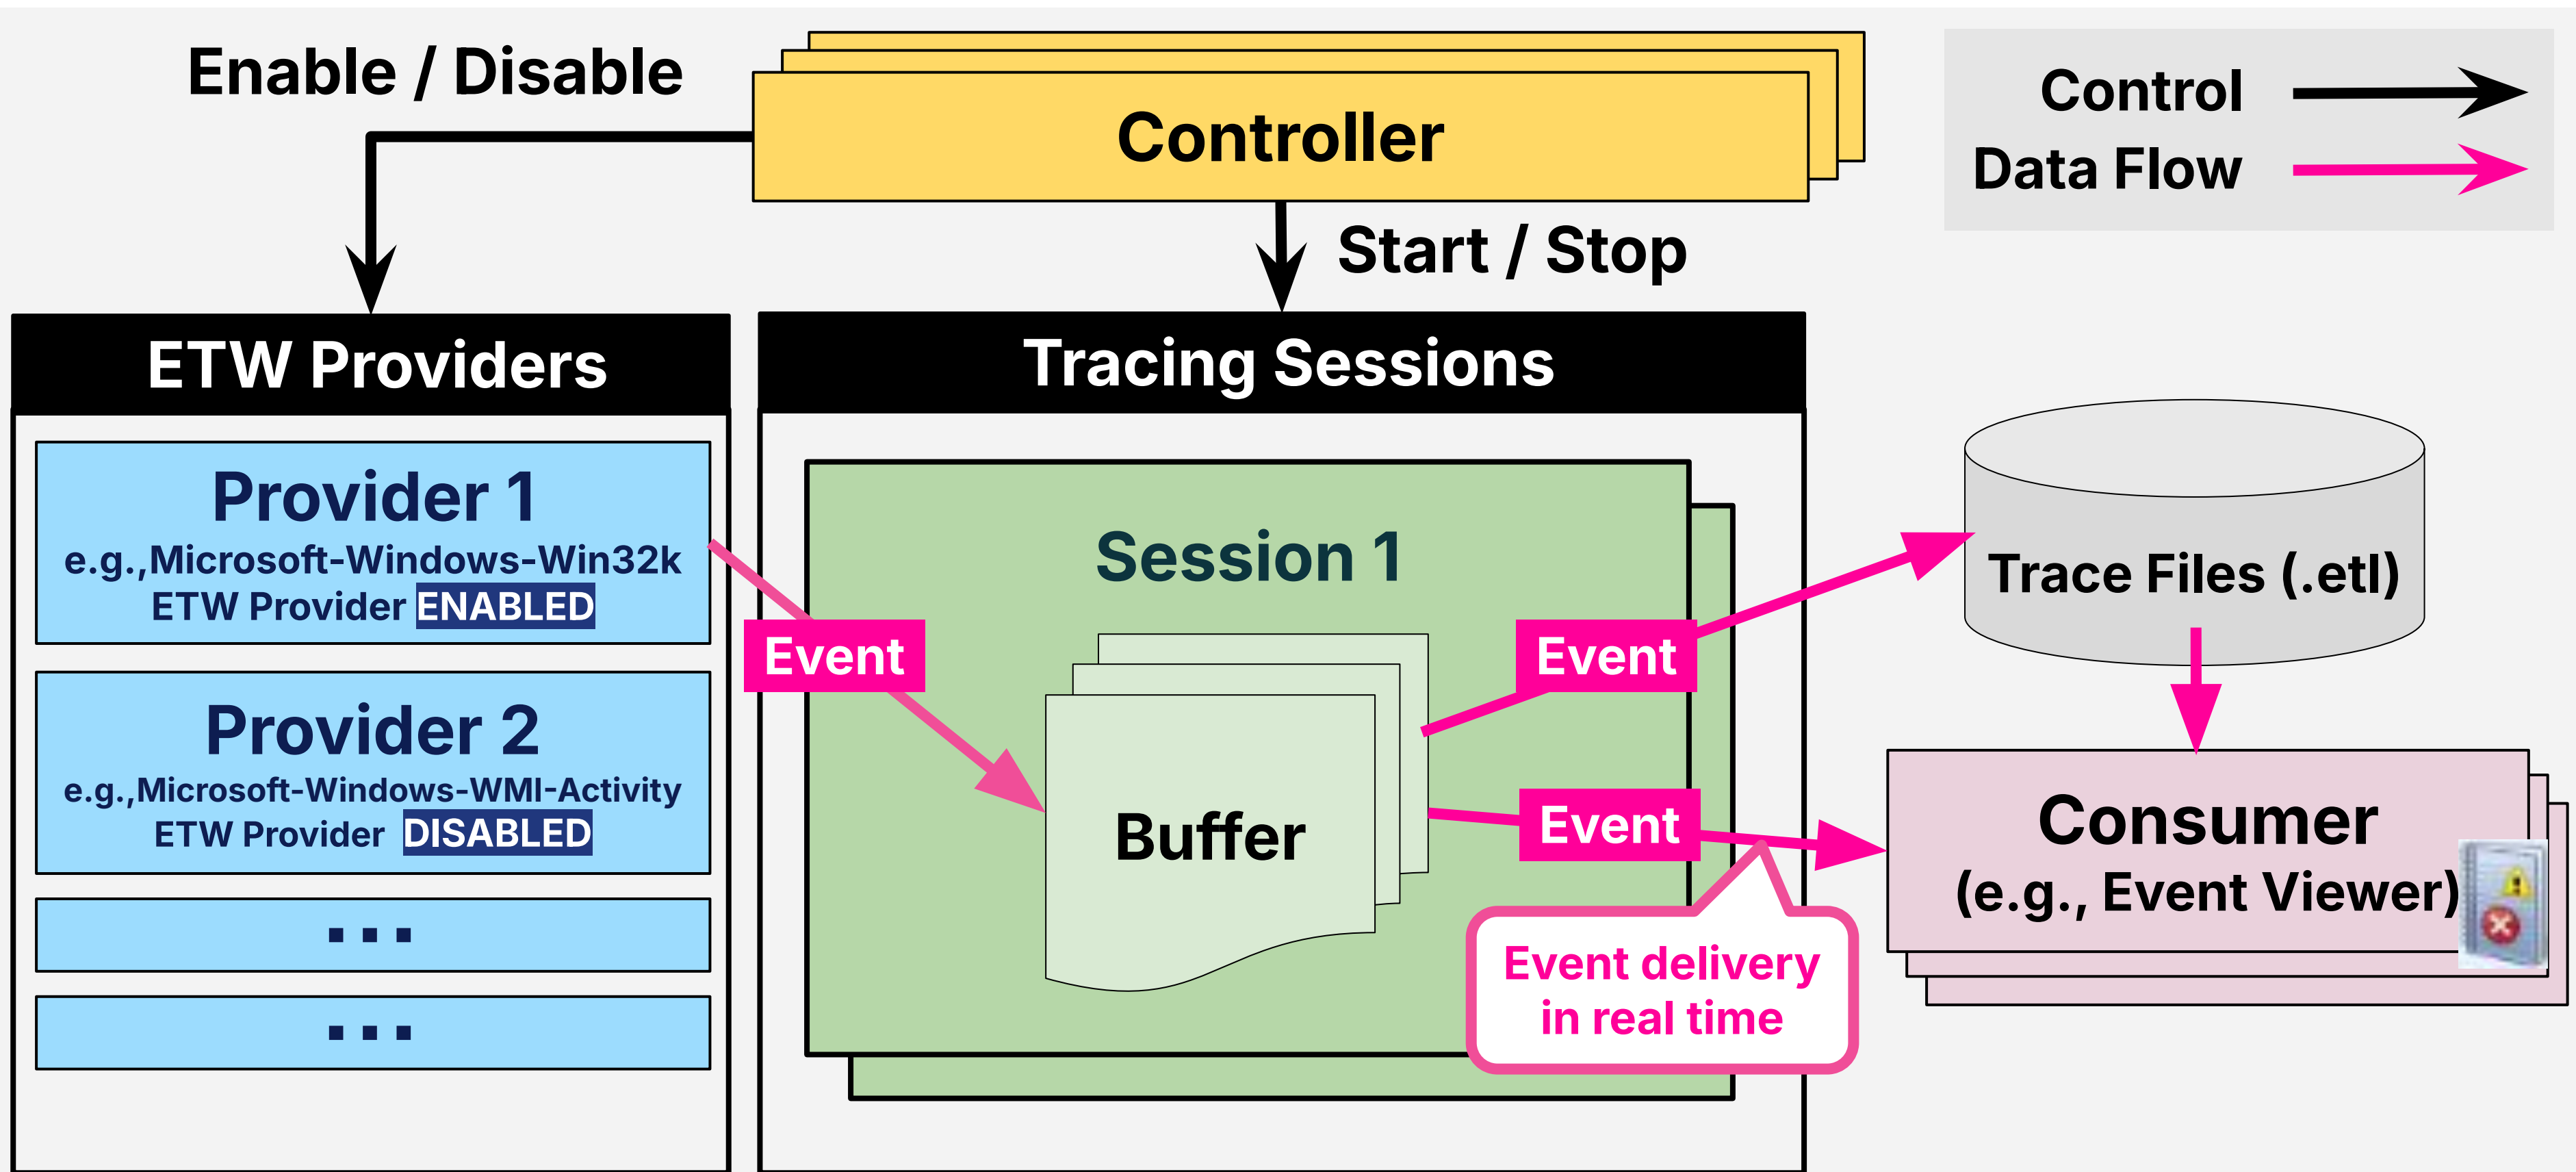 Enable / Disable
Controller
Control
Data Flow
Start / Stop
ETW Providers
Tracing Sessions
Provider 1
e.g.,Microsoft-Windows-Win32k
ETW Provider ENABLED
Provider 2
e.g.,Microsoft-Windows-WMI-Activity
ETW Provider DISABLED
...
...
Session 1
Event
Buffer
Event
Event
Event delivery
in real time
Trace Files (.etl)
Consumer
(e.g., Event Viewer)